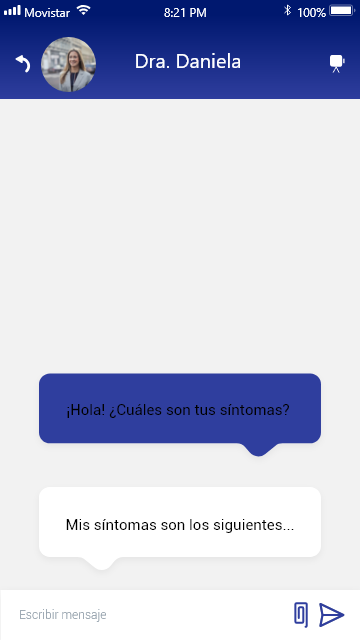 Movistar 8:21 PM 100%
Dra. Daniela
¡Hola! ¿Cuáles son tus síntomas?
Mis síntomas son los siguientes...
Escribir mensaje